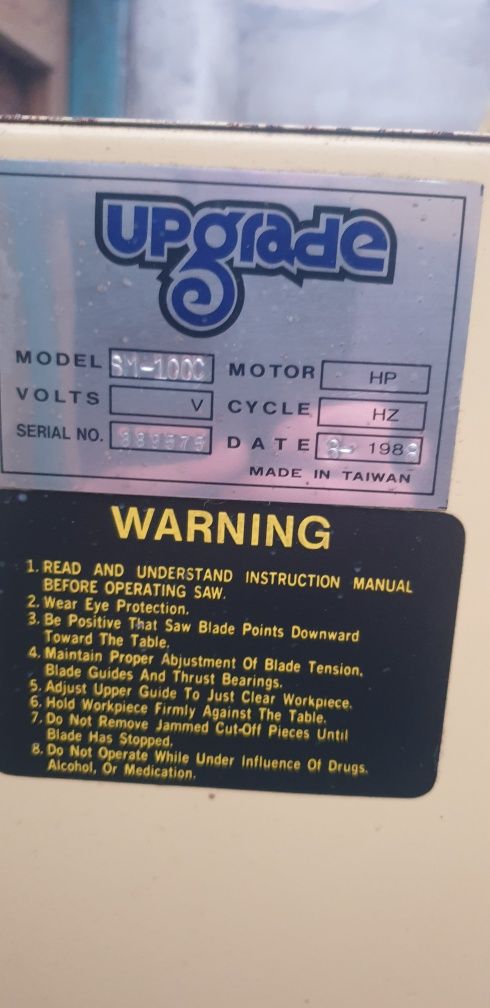 upgrade
MODEL MOTOR HP
VOLTS V CYCLE HZ
SERIAL NO. 889575 DATE 8- 1988
MADE IN TAIWAN
WARNING
1. READ AND UNDERSTAND INSTRUCTION MANUAL
BEFORE OPERATING SAW.
2. Wear Eye Protection.
3. Be Positive That Saw Blade Points Downward
Toward The Table.
4. Maintain Proper Abjustment Of Blade Tension,
Blade Guides And Thrust Bearings.
5. Adjust Upper Guide To Just Clear Workpiece.
6. Hold Workpiece Firmly Against The Table.
7. Do Not Remove Jammed Cut-Off Pieces Until
Blade Has Stopped.
8. Do Not Operate While Under Influence Of Drugs.
Alcohol, Or Medication.